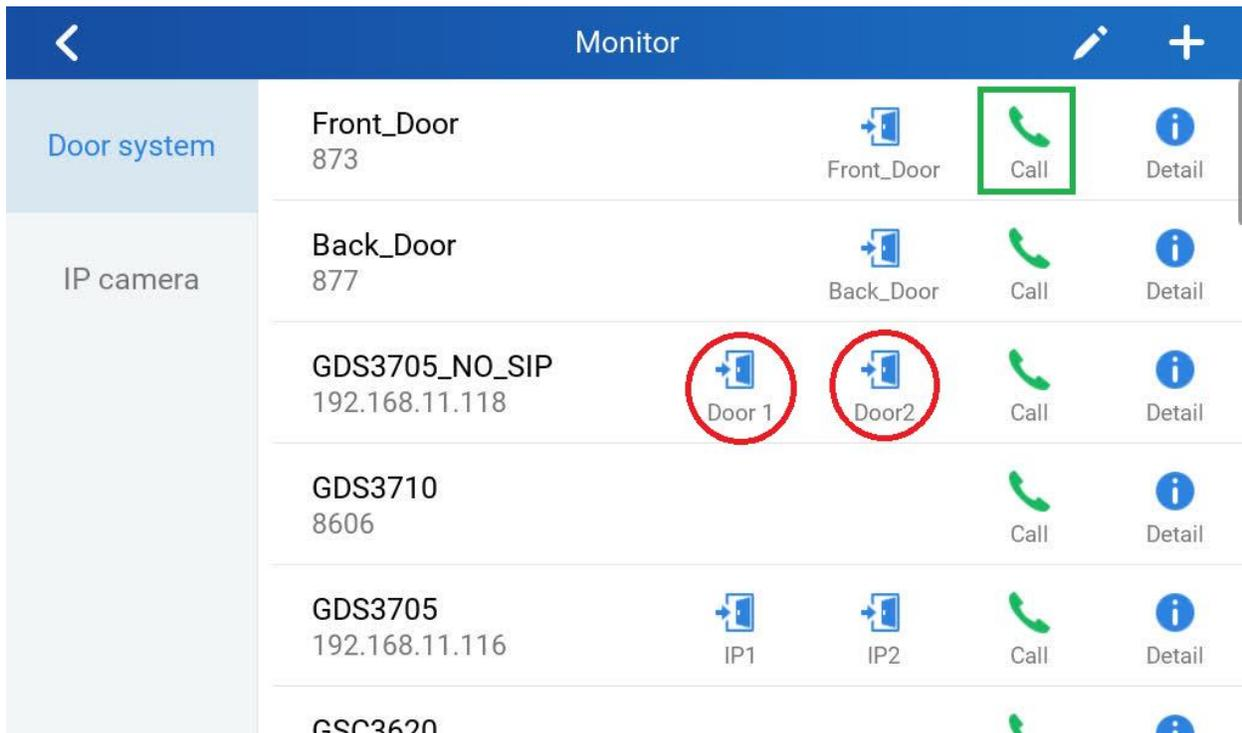 Monitor
Door system
IP camera
Front_Door
873
Front_Door
Call
Detail
Back_Door
877
Back_Door
Call
Detail
GDS3705_NO_SIP
192.168.11.118
Door 1
Door2
Call
Detail
GDS3710
8606
Call
Detail
GDS3705
192.168.11.116
IP1
IP2
Call
Detail
GSC3620